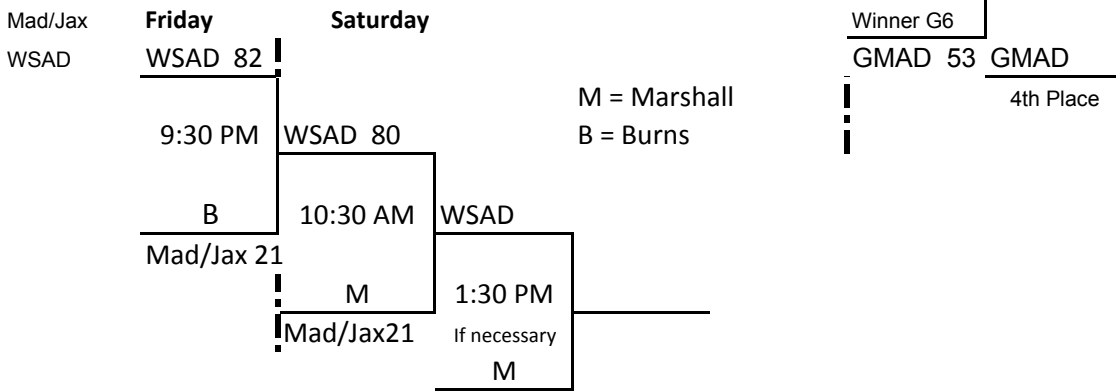 Mad/Jax Friday Saturday Winner G6
WSAD WSAD 82 GMAD 53 GMAD
M = Marshall 4th Place
9:30 PM WSAD 80 B = Burns
B 10:30 AM WSAD
Mad/Jax 21
M 1:30 PM
Mad/Jax21 If necessary
M